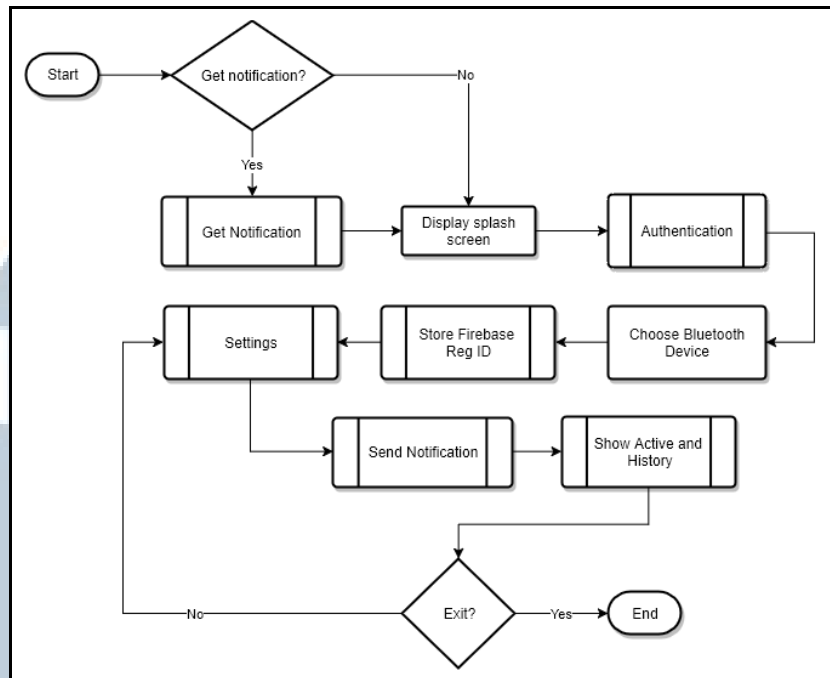 Start
Get notification?
No
Yes
Get Notification
Display splash
screen
Authentication
Settings
Store Firebase
Reg ID
Choose Bluetooth
Device
Send Notification
Show Active and
History
No
Exit?
Yes
End